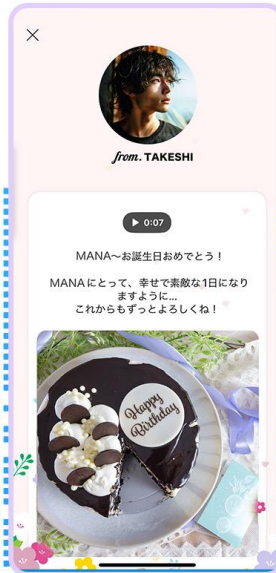 from. TAKESHI
0:07
MANA〜お誕生日おめでとう！
MANAにとって、幸せで素敵な1日になり
ますように...
これからもずっとよろしくね！
Happy
Birthday